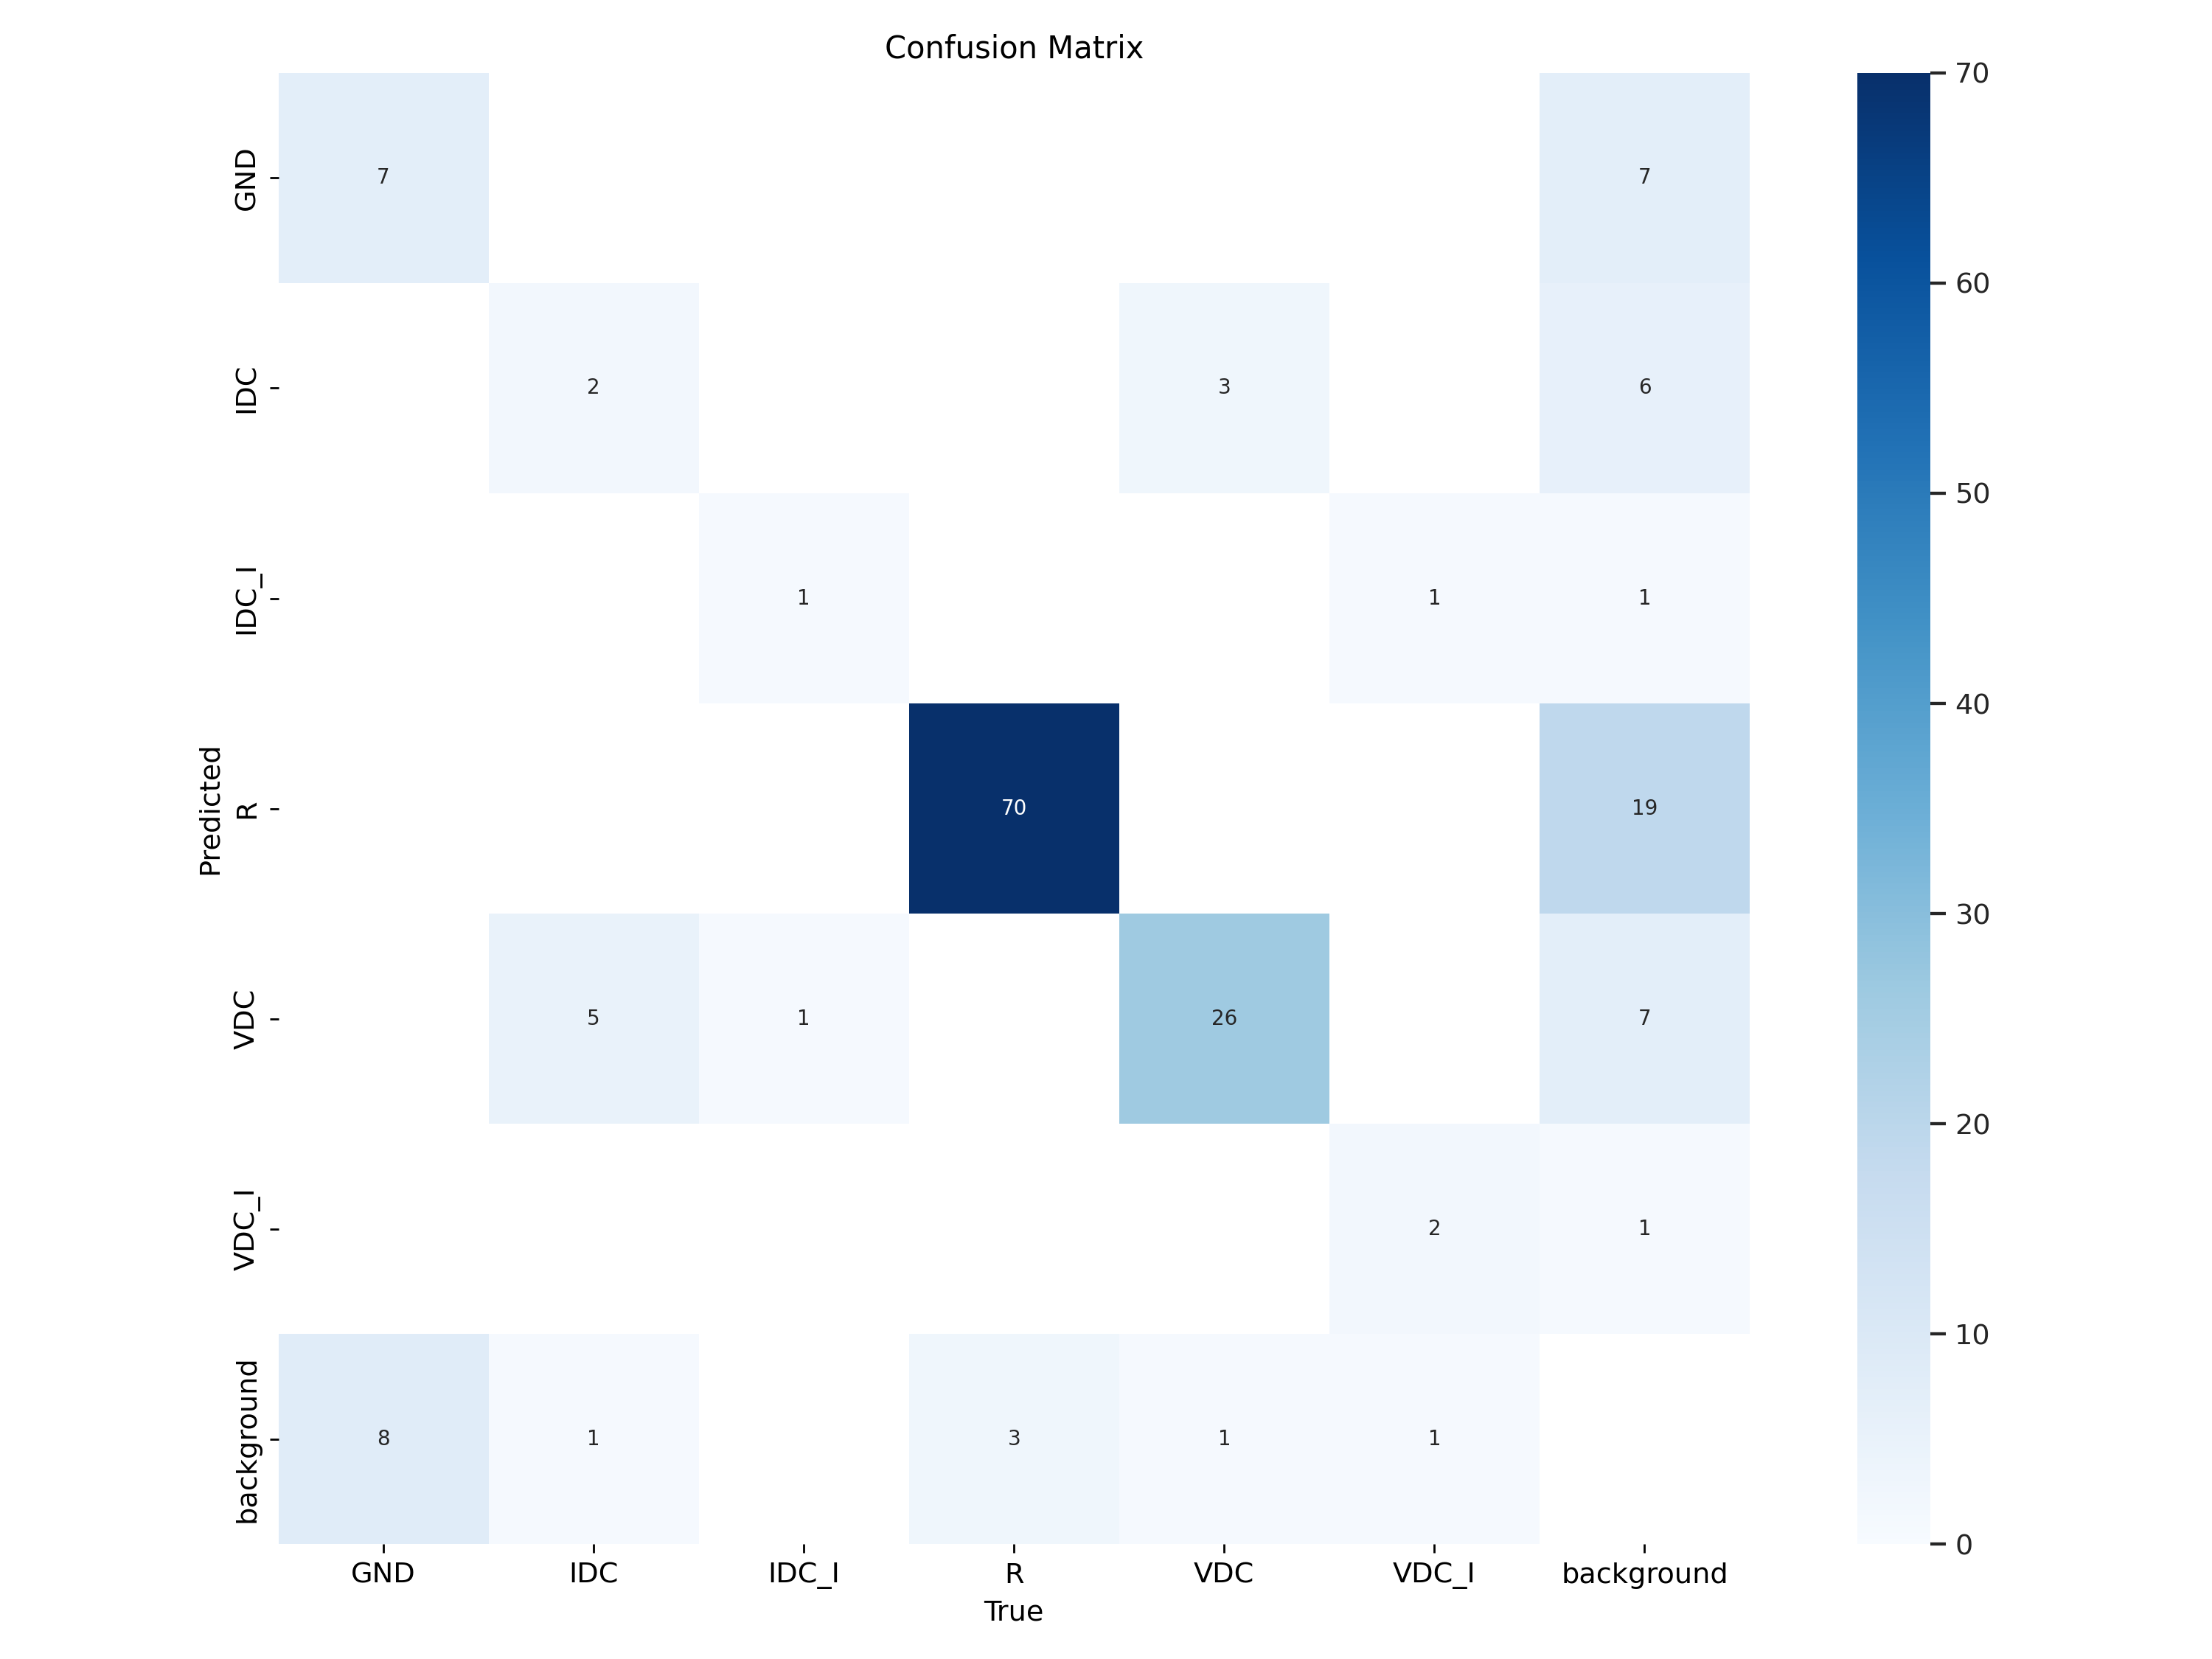 Confusion Matrix
GND
7
7
70
IDC
2
3
6
60
IDC_I
1
1
1
50
Predicted
R
70
19
40
VDC
5
1
26
7
30
VDC_I
2
1
20
background
8
1
3
1
1
10
0
GND IDC IDC_I R VDC VDC_I background
True